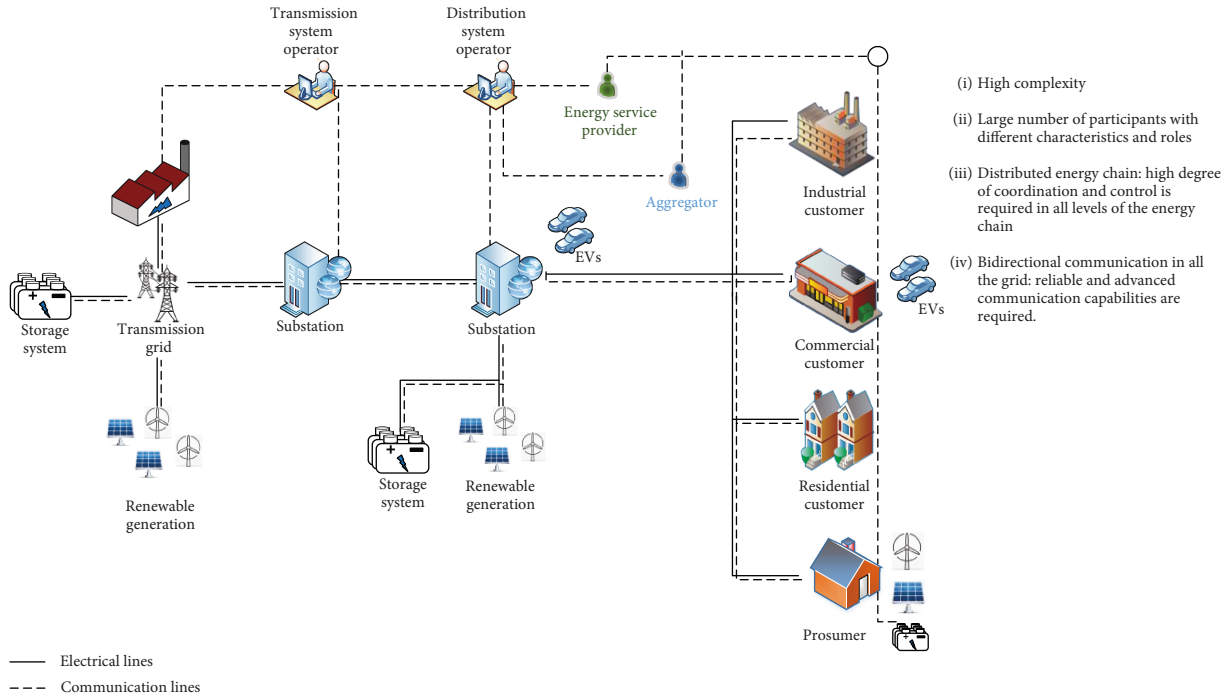 Transmission
system
operator
Distribution
system
operator
Energy service
provider
Aggregator
Industrial
customer
EVs
Commercial
customer
EVs
Residential
customer
Prosumer
Storage
system
Transmission
grid
Substation
Substation
Renewable
generation
Storage
system
Renewable
generation
(i) High complexity
(ii) Large number of participants with
different characteristics and roles
(iii) Distributed energy chain: high degree
of coordination and control is
required in all levels of the energy
chain
(iv) Bidirectional communication in all
the grid: reliable and advanced
communication capabilities are
required.
Electrical lines
Communication lines